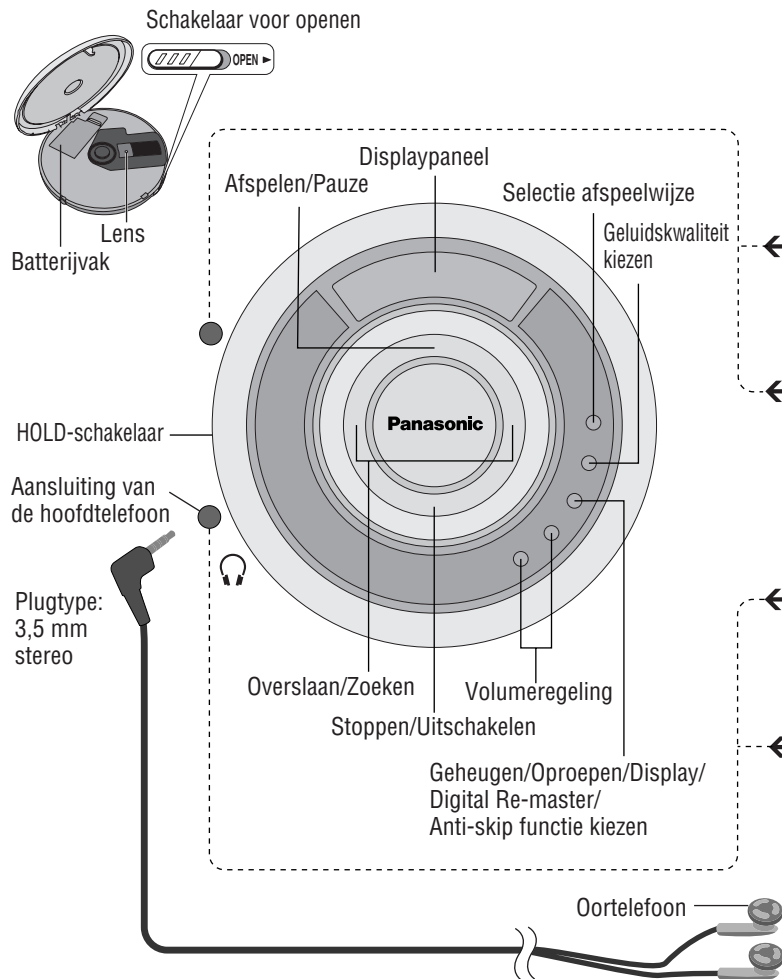 Schakelaar voor openen
OPEN
Displaypaneel
Afspelen/Pauze
Selectie afspeelwijze
Geluidskwaliteit
kiezen
Lens
Batterijvak
Panasonic
HOLD-schakelaar
Aansluiting van
de hoofdtelefoon
Plugtype:
3,5 mm
stereo
Overslaan/Zoeken
Volumeregeling
Stoppen/Uitschakelen
Geheugen/Oproepen/Display/
Digital Re-master/
Anti-skip functie kiezen
Oortelefoon